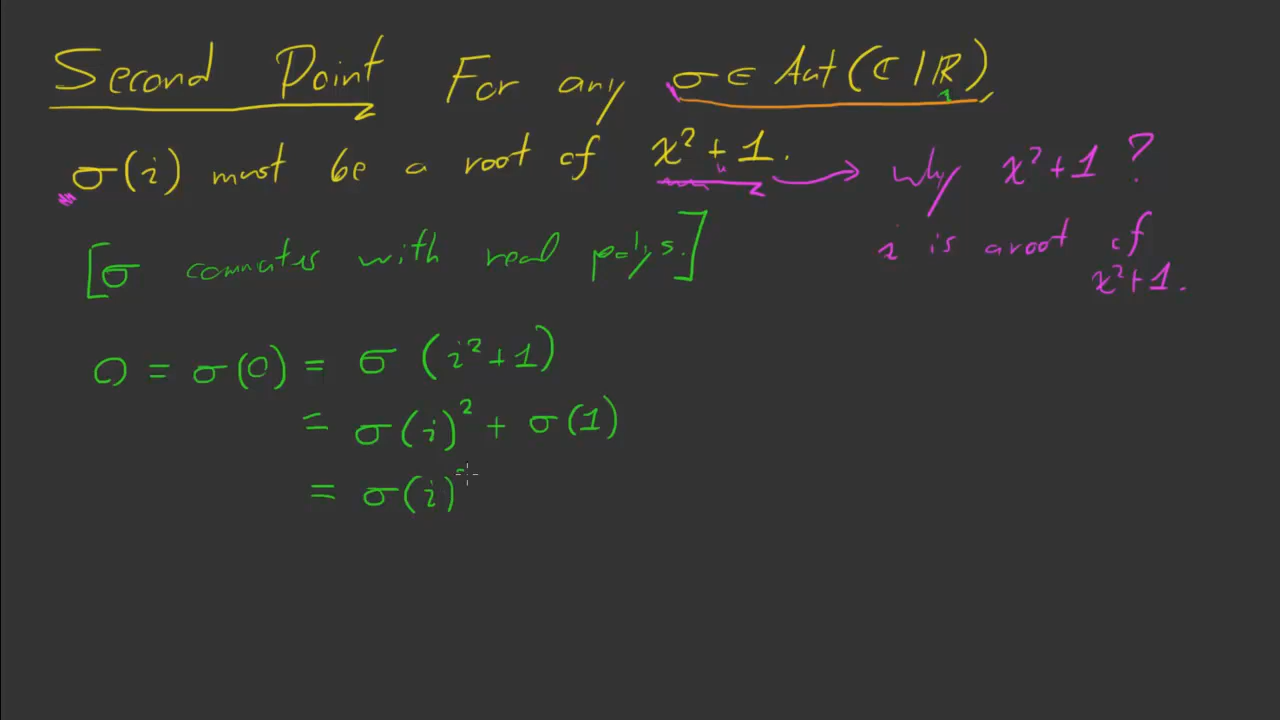 Second Point For any σ ∈ Aut(ℂ/ℝ),
σ(i) must be a root of x²+1. → why x²+1?
i is a root of
x²+1.
[σ commutes with real polys.]
0 = σ(0) = σ(i²+1)
= σ(i)² + σ(1)
= σ(i)